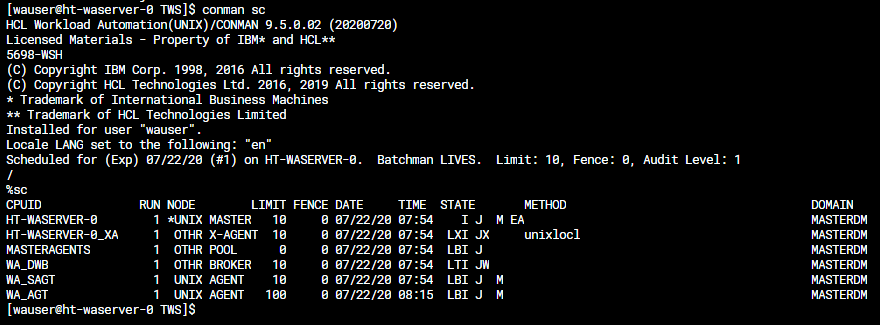 [wauser@ht-waserver-0 TWS]$ conman sc
HCL Workload Automation(UNIX)/CONMAN 9.5.0.02 (20200720)
Licensed Materials - Property of IBM* and HCL**
5698-WSH
(C) Copyright IBM Corp. 1998, 2016 All rights reserved.
(C) Copyright HCL Technologies Ltd. 2016, 2019 All rights reserved.
* Trademark of International Business Machines
** Trademark of HCL Technologies Limited
Installed for user "wauser".
Locale LANG set to the following: "en"
Scheduled for (Exp) 07/22/20 (#1) on HT-WASERVER-0.  Batchman LIVES.  Limit: 10, Fence: 0, Audit Level: 1
/
%sc
CPUID            RUN NODE        LIMIT FENCE DATE     TIME  STATE       METHOD                                   DOMAIN
HT-WASERVER-0      1 *UNIX MASTER   10     0 07/22/20 07:54    I J  M EA                                         MASTERDM
HT-WASERVER-0_XA   1  OTHR X-AGENT  10     0 07/22/20 07:54  LXI JX     unixlocl                                 MASTERDM
MASTERAGENTS       1  OTHR POOL      0     0 07/22/20 07:54  LBI J                                               MASTERDM
WA_DWB             1  OTHR BROKER   10     0 07/22/20 07:54  LTI JW                                              MASTERDM
WA_SAGT            1  UNIX AGENT    10     0 07/22/20 07:54  LBI J  M                                            MASTERDM
WA_AGT             1  UNIX AGENT   100     0 07/22/20 08:15  LBI J  M                                            MASTERDM
[wauser@ht-waserver-0 TWS]$